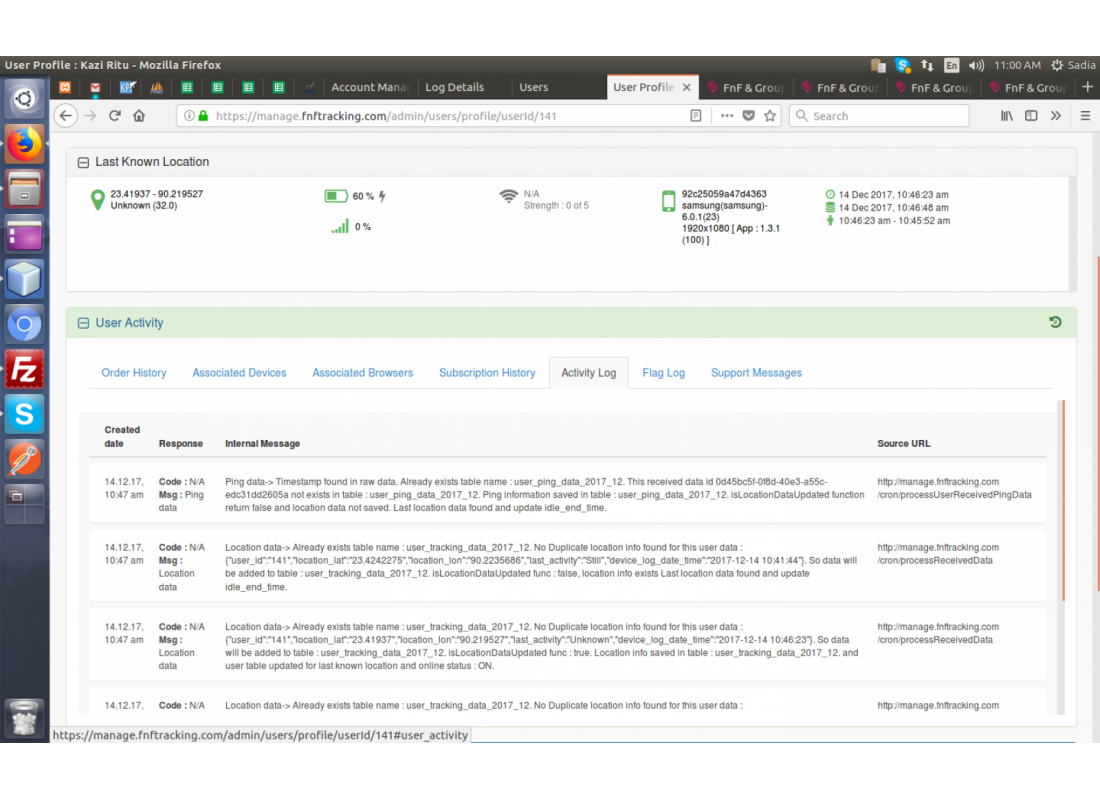 User Profile : Kazi Ritu - Mozilla Firefox
En 11:00 AM Sadia
Account Mana Log Details Users User Profile × FnF & Group FnF & Group FnF & Group FnF & Group +
https://manage.fnftracking.com/admin/users/profile/userId/141 Search
Last Known Location
23.41937 - 90.219527
Unknown (32.0)
60 %
0 %
N/A
Strength : 0 of 5
92c25059a47d4363
samsung(samsung)-
6.0.1(23)
1920x1080 [ App : 1.3.1
(100) ]
14 Dec 2017, 10:46:23 am
14 Dec 2017, 10:46:48 am
10:46:23 am - 10:45:52 am
User Activity
Order History Associated Devices Associated Browsers Subscription History Activity Log Flag Log Support Messages
Created
date Response Internal Message Source URL
14.12.17, Code : N/A Ping data-> Timestamp found in raw data. Already exists table name : user_ping_data_2017_12. This received data id 0d45bc5f-0f8d-40e3-a55c- http://manage.fnftracking.com
10:47 am Msg : Ping edc31dd2605a not exists in table : user_ping_data_2017_12. Ping information saved in table : user_ping_data_2017_12. isLocationDataUpdated function /cron/processUserReceivedPingData
data return false and location data not saved. Last location data found and update idle_end_time.
14.12.17, Code : N/A Location data-> Already exists table name : user_tracking_data_2017_12. No Duplicate location info found for this user data : http://manage.fnftracking.com
10:47 am Msg : {"user_id":"141","location_lat":"23.4242275","location_lon":"90.2235686","last_activity":"Still","device_log_date_time":"2017-12-14 10:41:44"}. So data will /cron/processReceivedData
Location be added to table : user_tracking_data_2017_12. isLocationDataUpdated func : false, location info exists Last location data found and update
data idle_end_time.
14.12.17, Code : N/A Location data-> Already exists table name : user_tracking_data_2017_12. No Duplicate location info found for this user data : http://manage.fnftracking.com
10:47 am Msg : {"user_id":"141","location_lat":"23.41937","location_lon":"90.219527","last_activity":"Unknown","device_log_date_time":"2017-12-14 10:46:23"}. So data /cron/processReceivedData
Location will be added to table : user_tracking_data_2017_12. isLocationDataUpdated func : true. Location info saved in table : user_tracking_data_2017_12. and
data user table updated for last known location and online status : ON.
14.12.17, Code : N/A Location data-> Already exists table name : user_tracking_data_2017_12. No Duplicate location info found for this user data : http://manage.fnftracking.com
https://manage.fnftracking.com/admin/users/profile/userId/141#user_activity